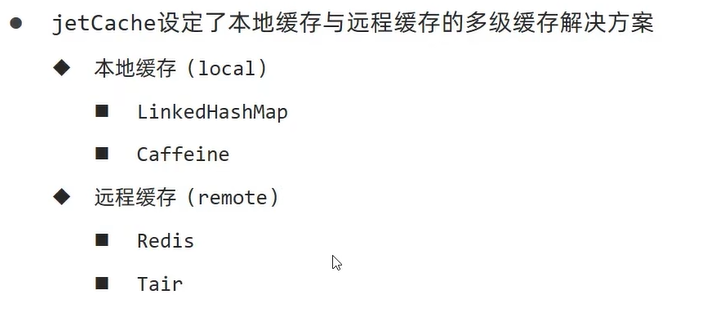 jetCache设定了本地缓存与远程缓存的多级缓存解决方案
本地缓存（local）
LinkedHashMap
Caffeine
远程缓存（remote）
Redis
Tair